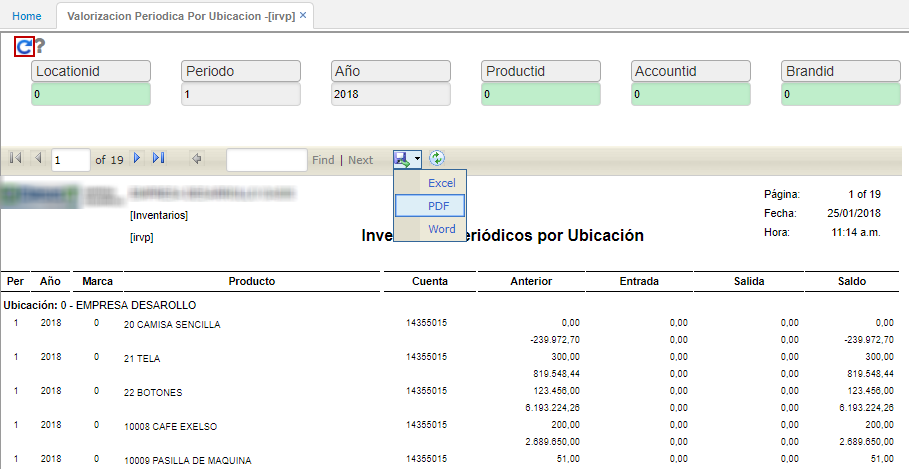 Home Valorizacion Periodica Por Ubicacion -[irvp] ×
?
Locationid Periodo Año Productid Accountid Brandid
0 1 2018 0 0 0
1 of 19 Find | Next
Excel
PDF
Word
Página: 1 of 19
[Inventarios] Fecha: 25/01/2018
[irvp] Hora: 11:14 a.m.
Inve eriódicos por Ubicación
Per Año Marca Producto Cuenta Anterior Entrada Salida Saldo
Ubicación: 0 - EMPRESA DESAROLLO
1 2018 0 20 CAMISA SENCILLA 14355015 0,00 0,00 0,00 0,00
-239.972,70 0,00 0,00 -239.972,70
1 2018 0 21 TELA 14355015 300,00 0,00 0,00 300,00
819.548,44 0,00 0,00 819.548,44
1 2018 0 22 BOTONES 14355015 123.456,00 0,00 0,00 123.456,00
6.193.224,26 0,00 0,00 6.193.224,26
1 2018 0 10008 CAFE EXELSO 14355015 200,00 0,00 0,00 200,00
2.689.650,00 0,00 0,00 2.689.650,00
1 2018 0 10009 PASILLA DE MAQUINA 14355015 51,00 0,00 0,00 51,00